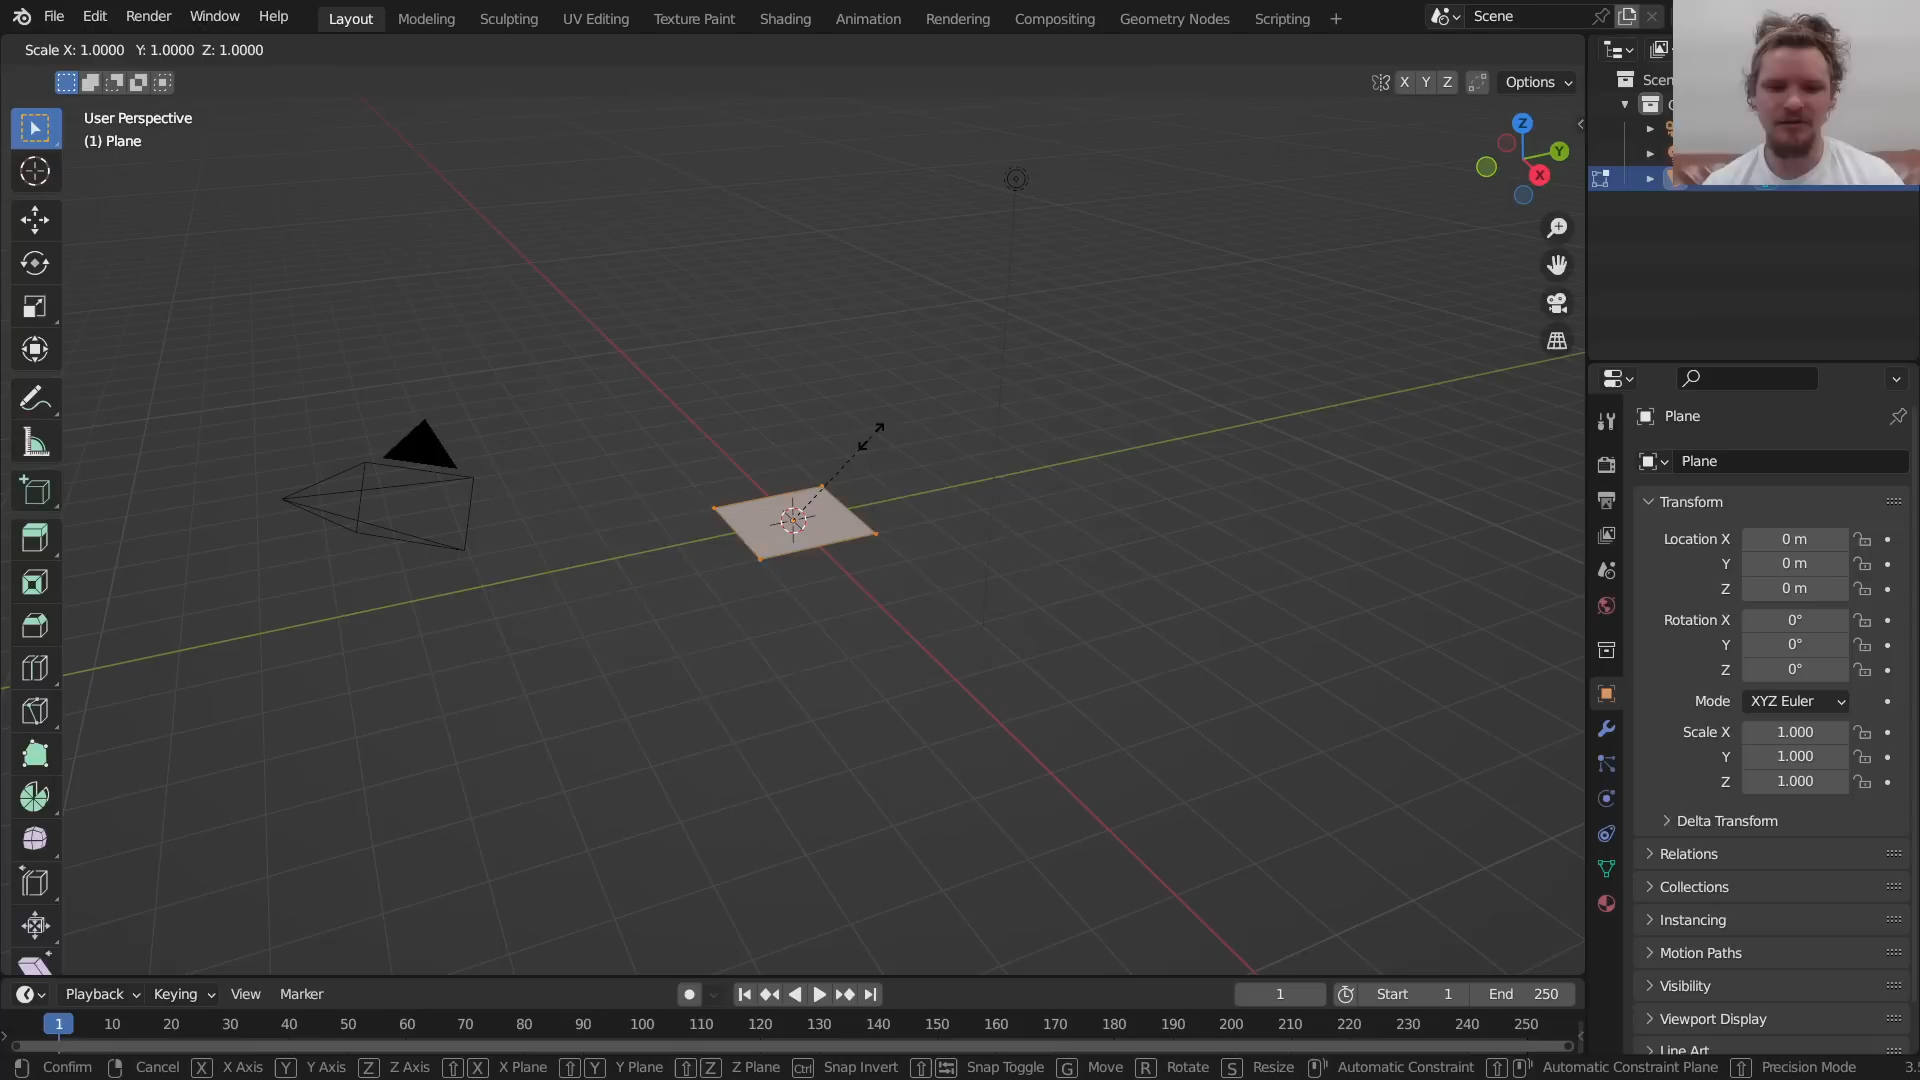 File Edit Render Window Help Layout Modeling Sculpting UV Editing Texture Paint Shading Animation Rendering Compositing Geometry Nodes Scripting + Scene
Scale X: 1.0000 Y: 1.0000 Z: 1.0000
X Y Z Options
User Perspective
(1) Plane
Z
Y
X
Plane
Plane
Transform
Location X 0 m
Y 0 m
Z 0 m
Rotation X 0°
Y 0°
Z 0°
Mode XYZ Euler
Scale X 1.000
Y 1.000
Z 1.000
Delta Transform
Relations
Collections
Instancing
Motion Paths
Visibility
Viewport Display
Line Art
Playback Keying View Marker 1 Start 1 End 250
1 10 20 30 40 50 60 70 80 90 100 110 120 130 140 150 160 170 180 190 200 210 220 230 240 250
Confirm Cancel X X Axis Y Y Axis Z Z Axis X X Plane Y Y Plane Z Z Plane Ctrl Snap Invert Snap Toggle G Move R Rotate S Resize Automatic Constraint Automatic Constraint Plane Precision Mode